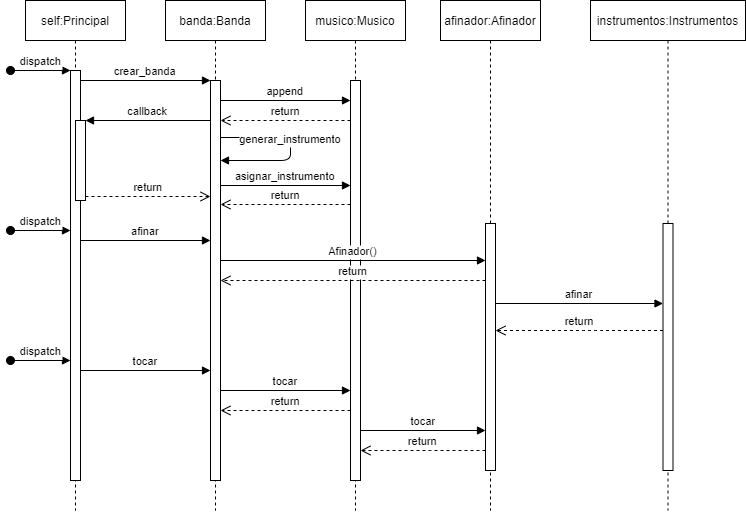 self:Principal
banda:Banda
musico:Musico
afinador:Afinador
instrumentos:Instrumentos
dispatch
crear_banda
append
callback
return
generar_instrumento
asignar_instrumento
return
return
dispatch
afinar
Afinador()
return
afinar
return
dispatch
tocar
tocar
return
tocar
return